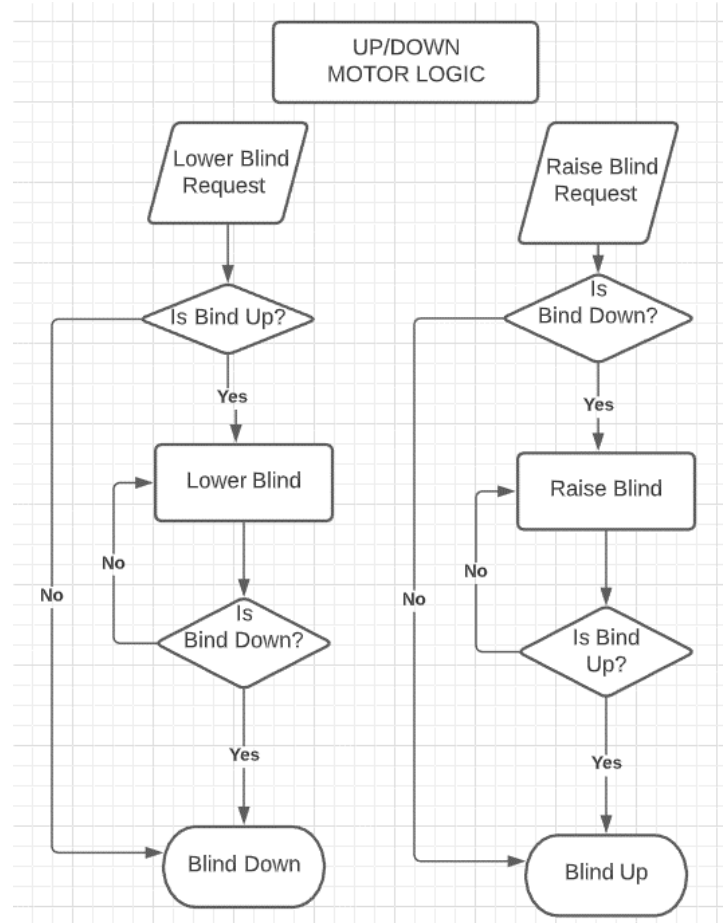 UP/DOWN
MOTOR LOGIC
Lower Blind
Request
Is Bind Up?
Yes
Lower Blind
No
No
Is
Bind Down?
Yes
Blind Down
Raise Blind
Request
Is
Bind Down?
Yes
Raise Blind
No
No
Is Bind
Up?
Yes
Blind Up